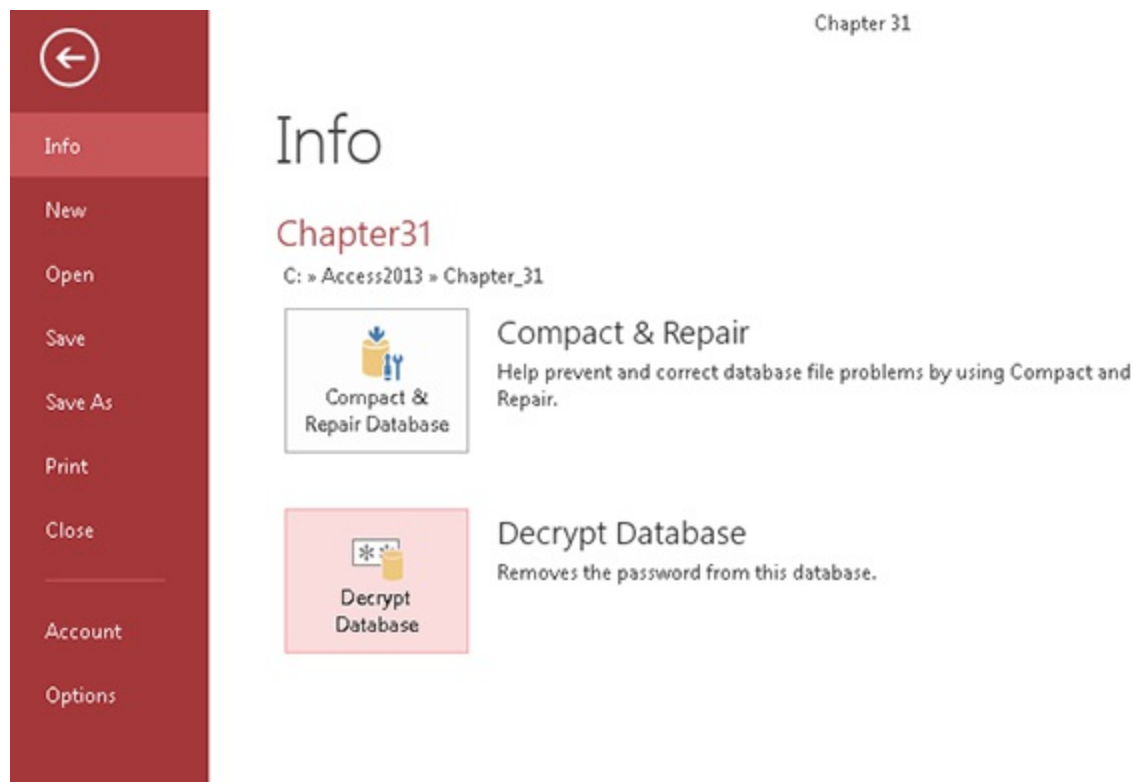 Chapter 31
Info
New
Open
Save
Save As
Print
Close
Account
Options
Info
Chapter31
C: » Access2013 » Chapter_31
Compact &
Repair Database
Compact & Repair
Help prevent and correct database file problems by using Compact and
Repair.
Decrypt
Database
Decrypt Database
Removes the password from this database.